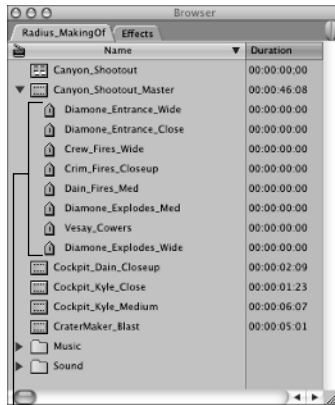 Browser
Radius_MakingOf Effects
Name Duration
Canyon_Shootout 00:00:00:00
Canyon_Shootout_Master 00:00:46:08
Diamone_Entrance_Wide 00:00:00:00
Diamone_Entrance_Close 00:00:00:00
Crew_Fires_Wide 00:00:00:00
Crim_Fires_Closeup 00:00:00:00
Dain_Fires_Med 00:00:00:00
Diamone_Explodes_Med 00:00:00:00
Vesay_Cowers 00:00:00:00
Diamone_Explodes_Wide 00:00:00:00
Cockpit_Dain_Closeup 00:00:02:09
Cockpit_Kyle_Close 00:00:01:23
Cockpit_Kyle_Medium 00:00:06:07
CraterMaker_Blast 00:00:05:01
Music
Sound